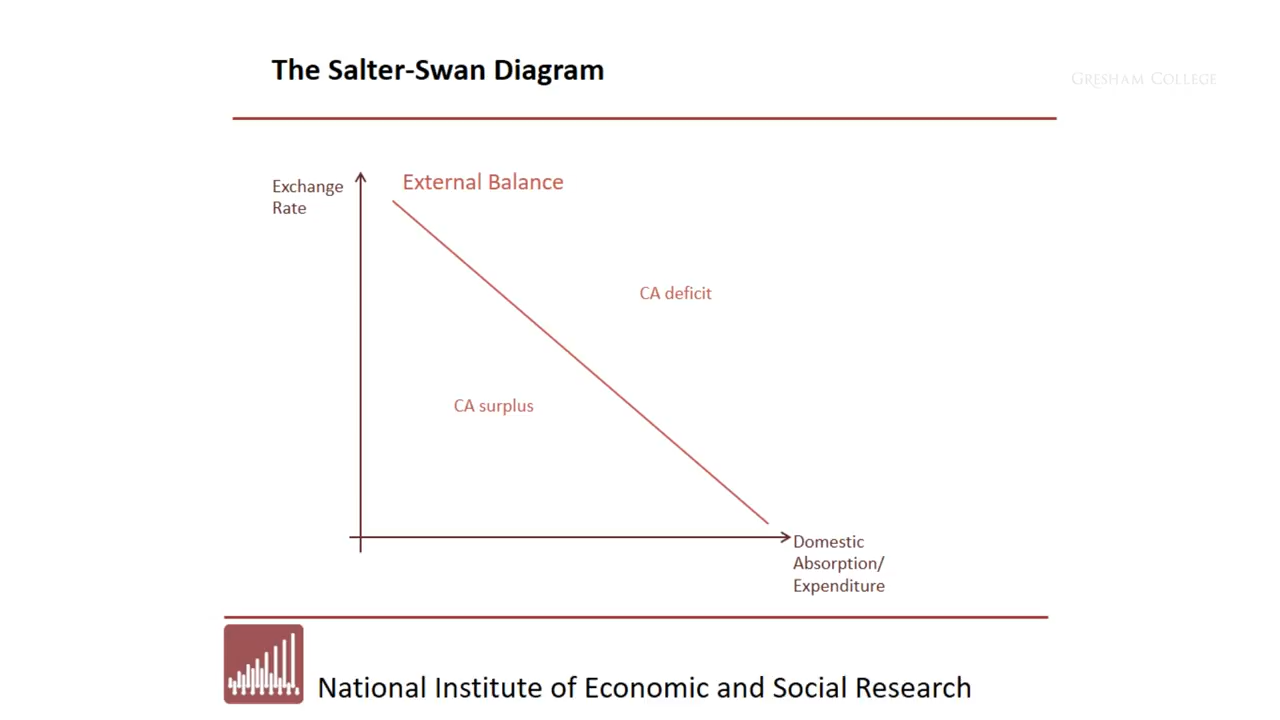 The Salter-Swan Diagram
GRESHAM COLLEGE
Exchange
Rate
External Balance
CA deficit
CA surplus
Domestic
Absorption/
Expenditure
National Institute of Economic and Social Research